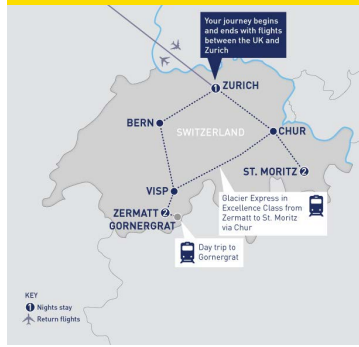 Your journey begins
and ends with flights
between the UK and
Zurich
1 ZURICH
BERN
SWITZERLAND
CHUR
ST. MORITZ 2
VISP
Glacier Express in
Excellence Class from
Zermatt to St. Moritz
via Chur
ZERMATT 2
GORNERGRAT
Day trip to
Gornergrat
KEY
1 Nights stay
Return flights